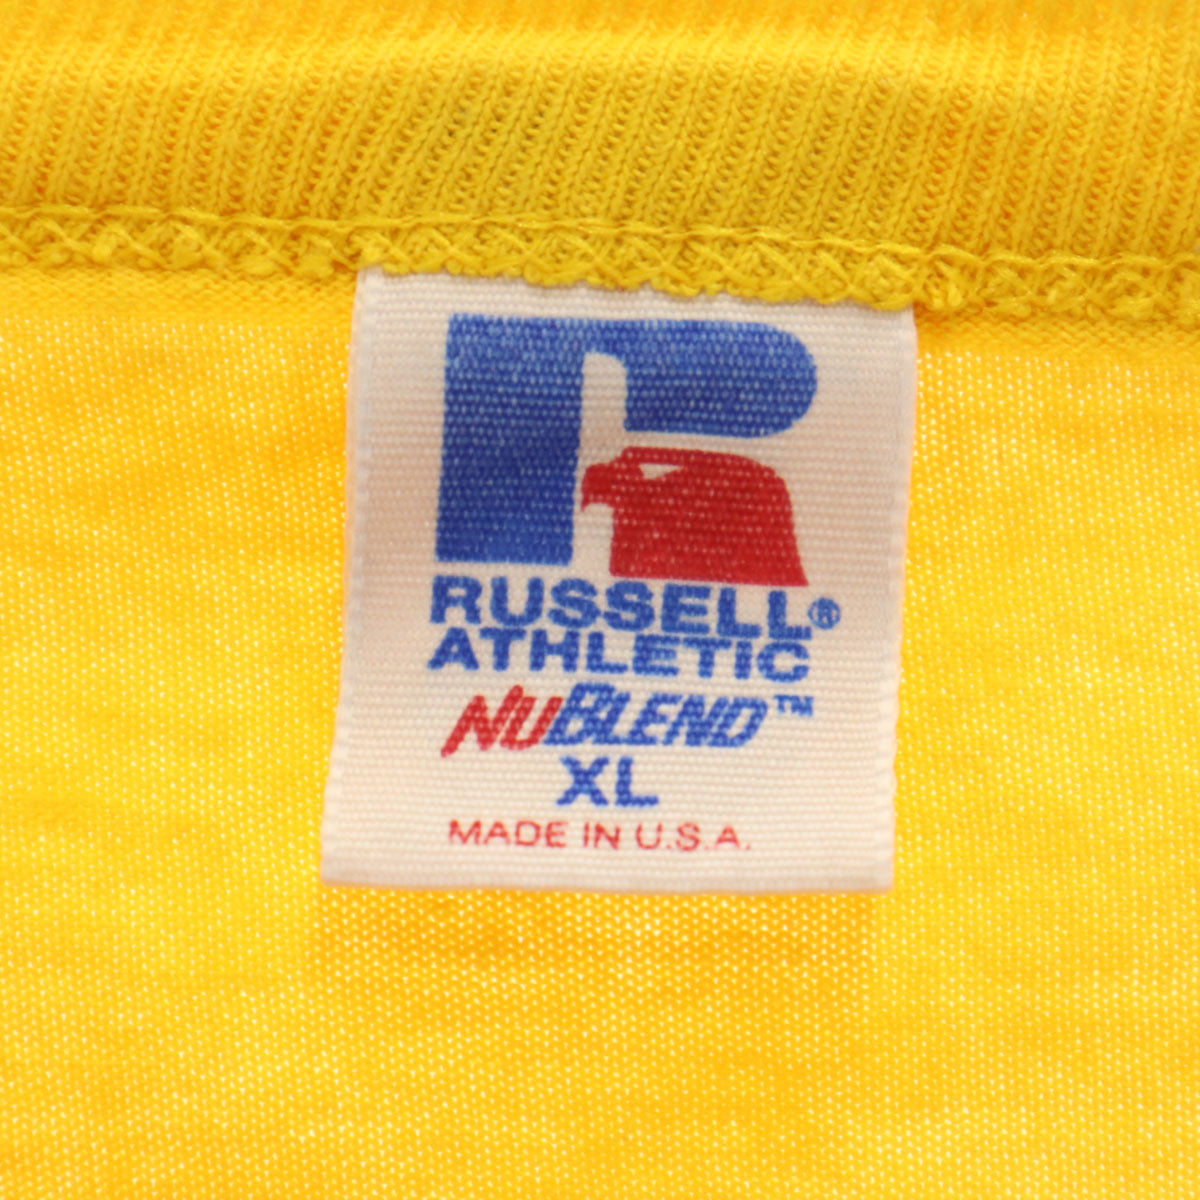 RUSSELL®
ATHLETIC
NUBLEND™
XL
MADE IN U.S.A.